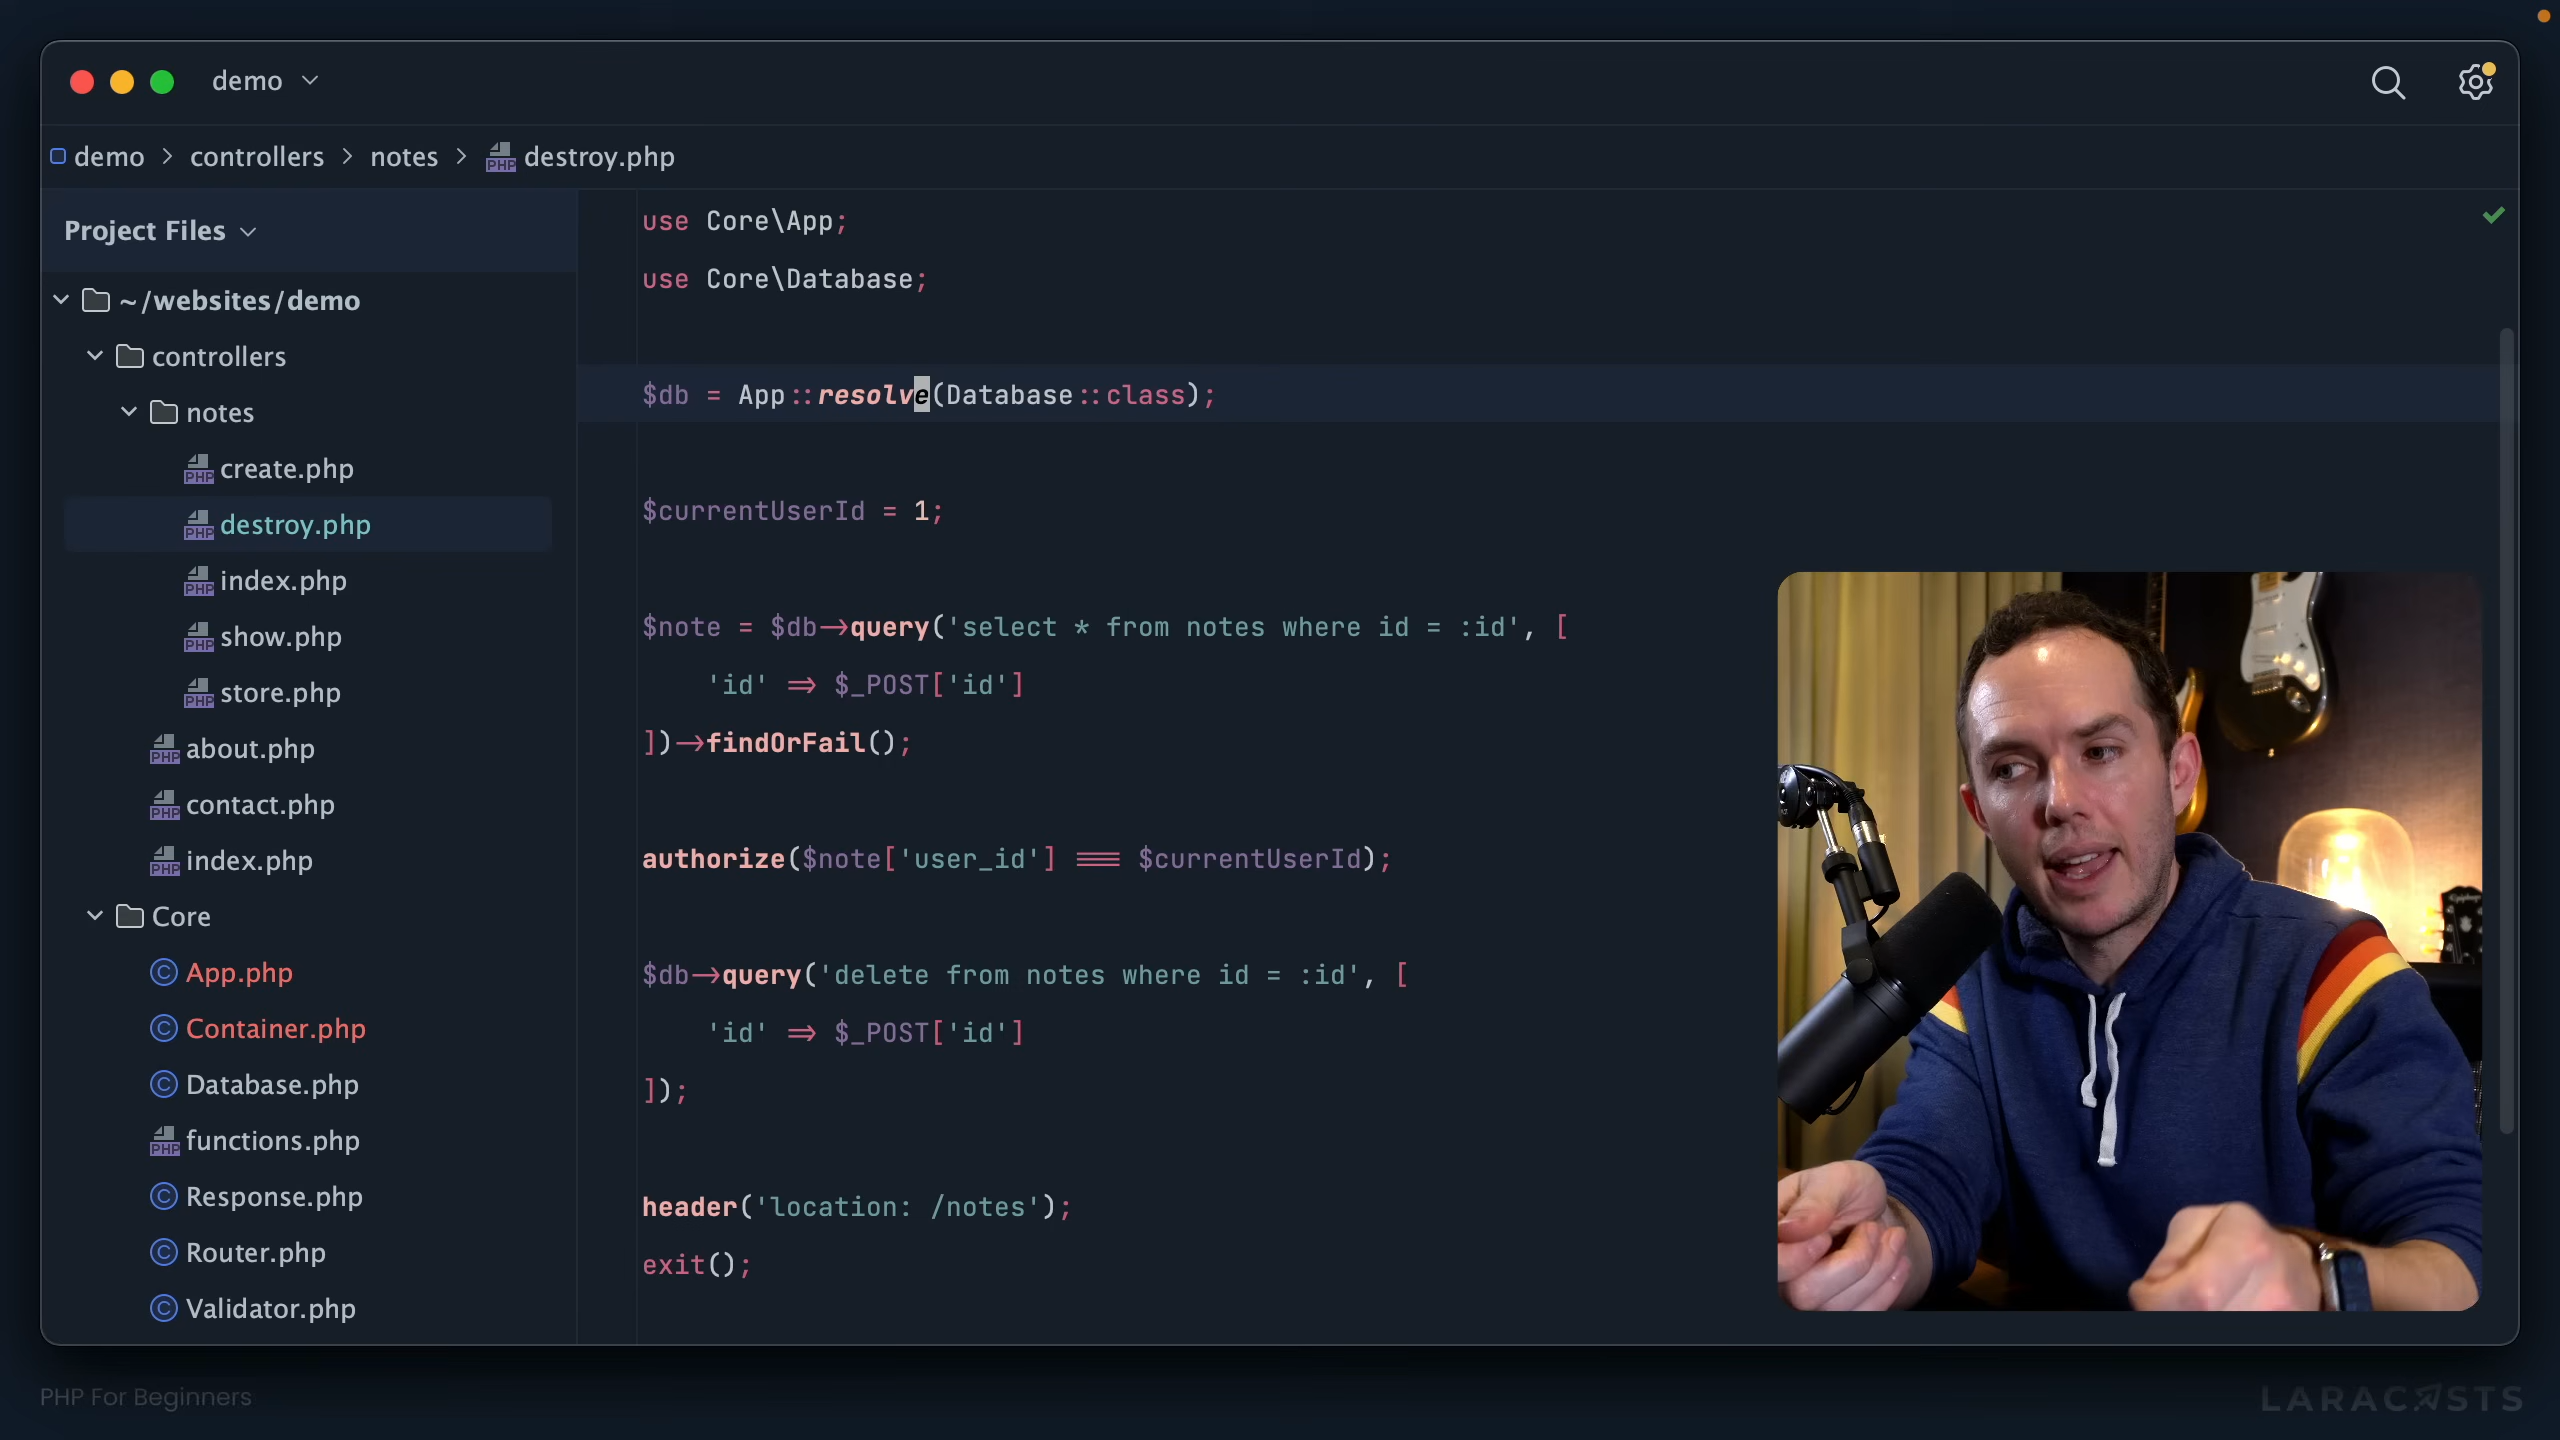 demo
demo > controllers > notes > destroy.php
Project Files
~/websites/demo
controllers
notes
create.php
destroy.php
index.php
show.php
store.php
about.php
contact.php
index.php
Core
App.php
Container.php
Database.php
functions.php
Response.php
Router.php
Validator.php
use Core\App;
use Core\Database;
$db = App::resolve(Database::class);
$currentUserId = 1;
$note = $db->query('select * from notes where id = :id', [
'id' => $_POST['id']
])->findOrFail();
authorize($note['user_id'] === $currentUserId);
$db->query('delete from notes where id = :id', [
'id' => $_POST['id']
]);
header('location: /notes');
exit();
PHP For Beginners
LARACASTS